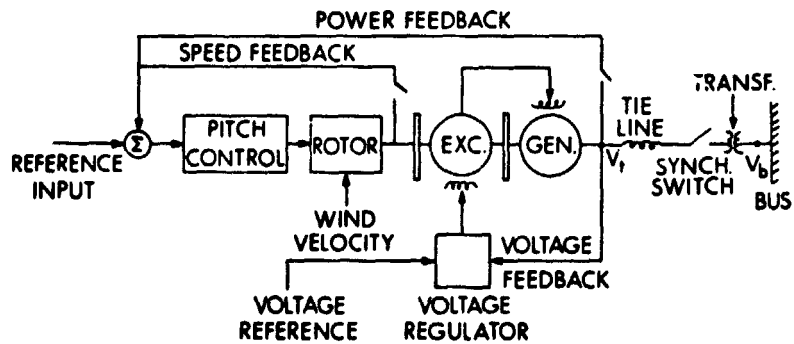 POWER FEEDBACK
SPEED FEEDBACK
TRANSF.
TIE
LINE
PITCH
CONTROL
ROTOR
EXC.
GEN.
Σ
REFERENCE
INPUT
V_t
SYNCH.
SWITCH
V_b
BUS
WIND
VELOCITY
VOLTAGE
FEEDBACK
VOLTAGE
REFERENCE
VOLTAGE
REGULATOR